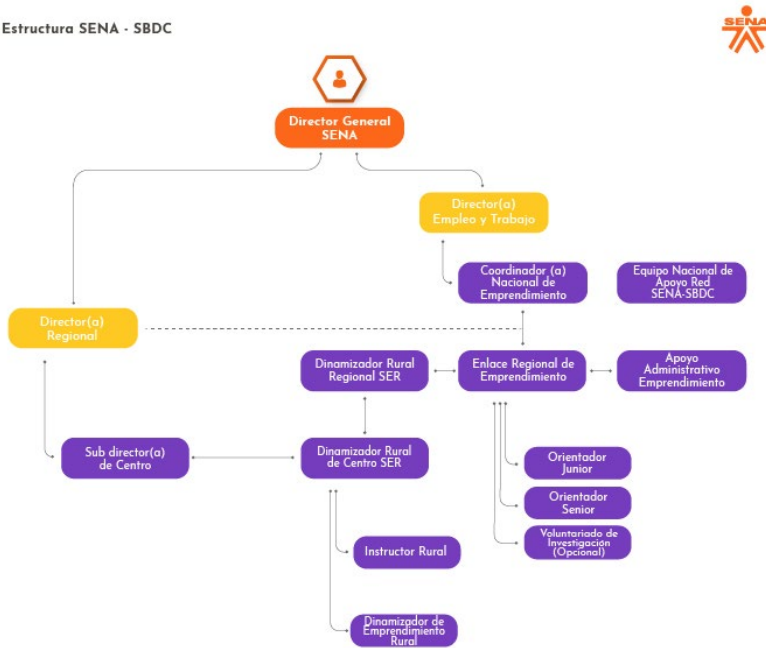 Estructura SENA - SBDC
SENA
Director General
SENA
Director(a)
Empleo y Trabajo
Coordinador (a)
Nacional de
Emprendimiento
Equipo Nacional de
Apoyo Red
SENA-SBDC
Director(a)
Regional
Dinamizador Rural
Regional SER
Enlace Regional de
Emprendimiento
Apoyo
Administrativo
Emprendimiento
Sub director(a)
de Centro
Dinamizador Rural
de Centro SER
Orientador
Junior
Orientador
Senior
Voluntariado de
Investigación
(Opcional)
Instructor Rural
Dinamizador de
Emprendimiento
Rural